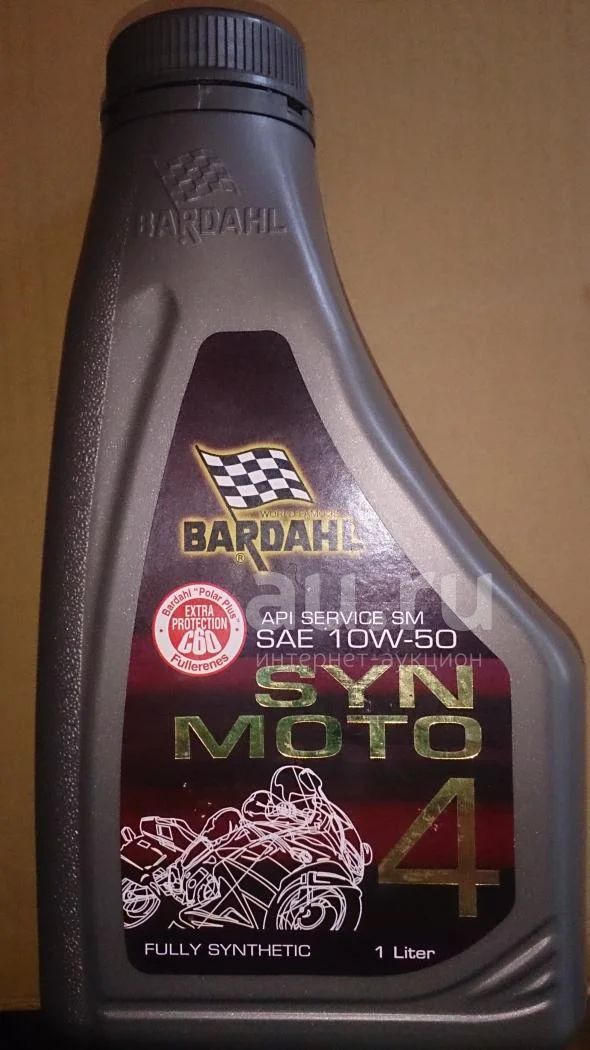 BARDAHL
WORLD FAMOUS
BARDAHL
®
Bardahl "Polar Plus"
EXTRA
PROTECTION
C60
Fullerenes
API SERVICE SM
SAE 10W-50
SYN
MOTO
4
FULLY SYNTHETIC
1 Liter
au.ru
интернет-аукцион